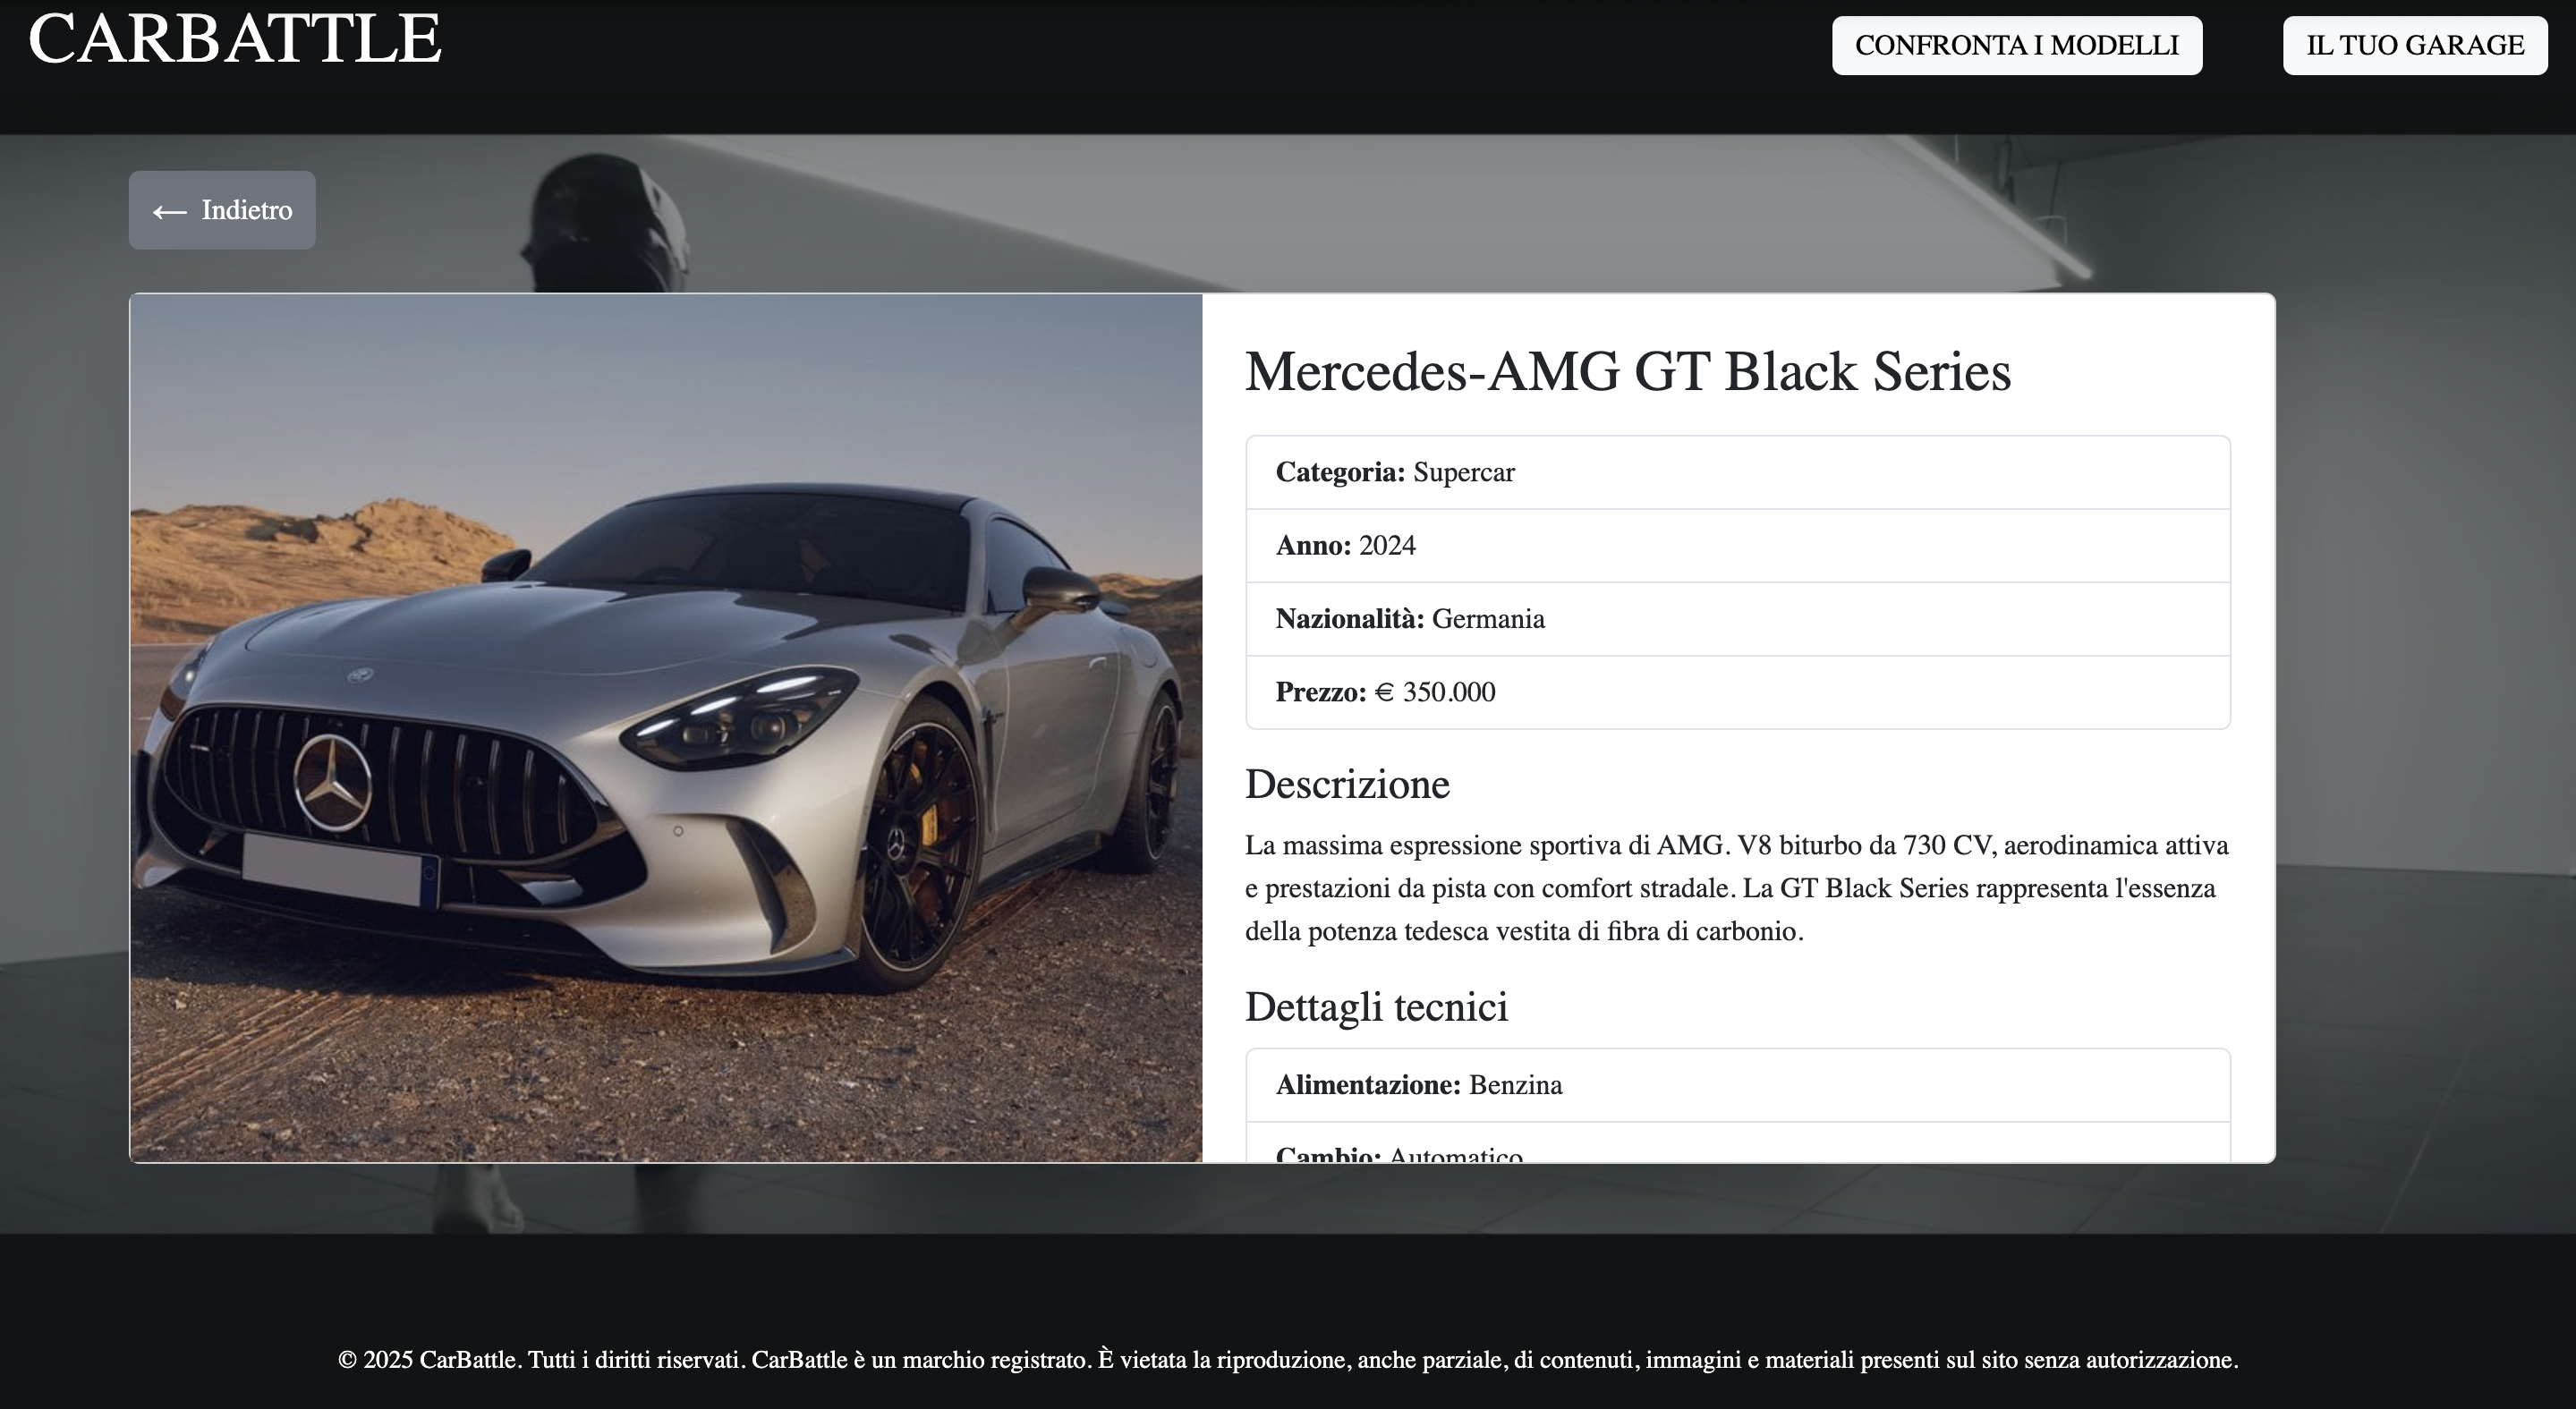 CARBATTLE
CONFRONTA I MODELLI
IL TUO GARAGE
← Indietro
Mercedes-AMG GT Black Series
Categoria: Supercar
Anno: 2024
Nazionalità: Germania
Prezzo: € 350.000
Descrizione
La massima espressione sportiva di AMG. V8 biturbo da 730 CV, aerodinamica attiva
e prestazioni da pista con comfort stradale. La GT Black Series rappresenta l'essenza
della potenza tedesca vestita di fibra di carbonio.
Dettagli tecnici
Alimentazione: Benzina
Cambio: Automatico
© 2025 CarBattle. Tutti i diritti riservati. CarBattle è un marchio registrato. È vietata la riproduzione, anche parziale, di contenuti, immagini e materiali presenti sul sito senza autorizzazione.